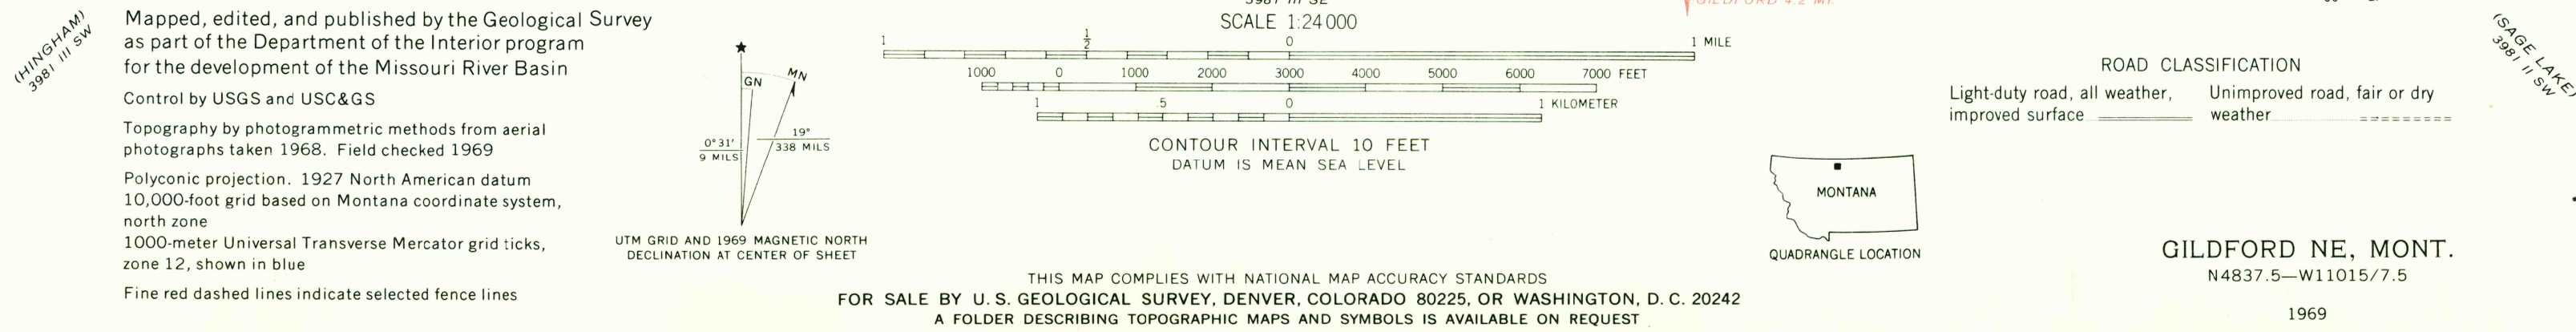 (HINGHAM)
3981 III SW
Mapped, edited, and published by the Geological Survey
as part of the Department of the Interior program
for the development of the Missouri River Basin
Control by USGS and USC&GS
Topography by photogrammetric methods from aerial
photographs taken 1968. Field checked 1969
Polyconic projection. 1927 North American datum
10,000-foot grid based on Montana coordinate system,
north zone
1000-meter Universal Transverse Mercator grid ticks,
zone 12, shown in blue
Fine red dashed lines indicate selected fence lines
★
GN
MN
0°31′
9 MILS
19°
338 MILS
UTM GRID AND 1969 MAGNETIC NORTH
DECLINATION AT CENTER OF SHEET
SCALE 1:24 000
1 ½ 0 1 MILE
1000 0 1000 2000 3000 4000 5000 6000 7000 FEET
1 .5 0 1 KILOMETER
CONTOUR INTERVAL 10 FEET
DATUM IS MEAN SEA LEVEL
THIS MAP COMPLIES WITH NATIONAL MAP ACCURACY STANDARDS
FOR SALE BY U. S. GEOLOGICAL SURVEY, DENVER, COLORADO 80225, OR WASHINGTON, D. C. 20242
A FOLDER DESCRIBING TOPOGRAPHIC MAPS AND SYMBOLS IS AVAILABLE ON REQUEST
GILDFORD 4.2 MI.
MONTANA
QUADRANGLE LOCATION
ROAD CLASSIFICATION
Light-duty road, all weather,
improved surface
Unimproved road, fair or dry
weather
(SAGE LAKE)
3981 II SW
GILDFORD NE, MONT.
N4837.5—W11015/7.5
1969